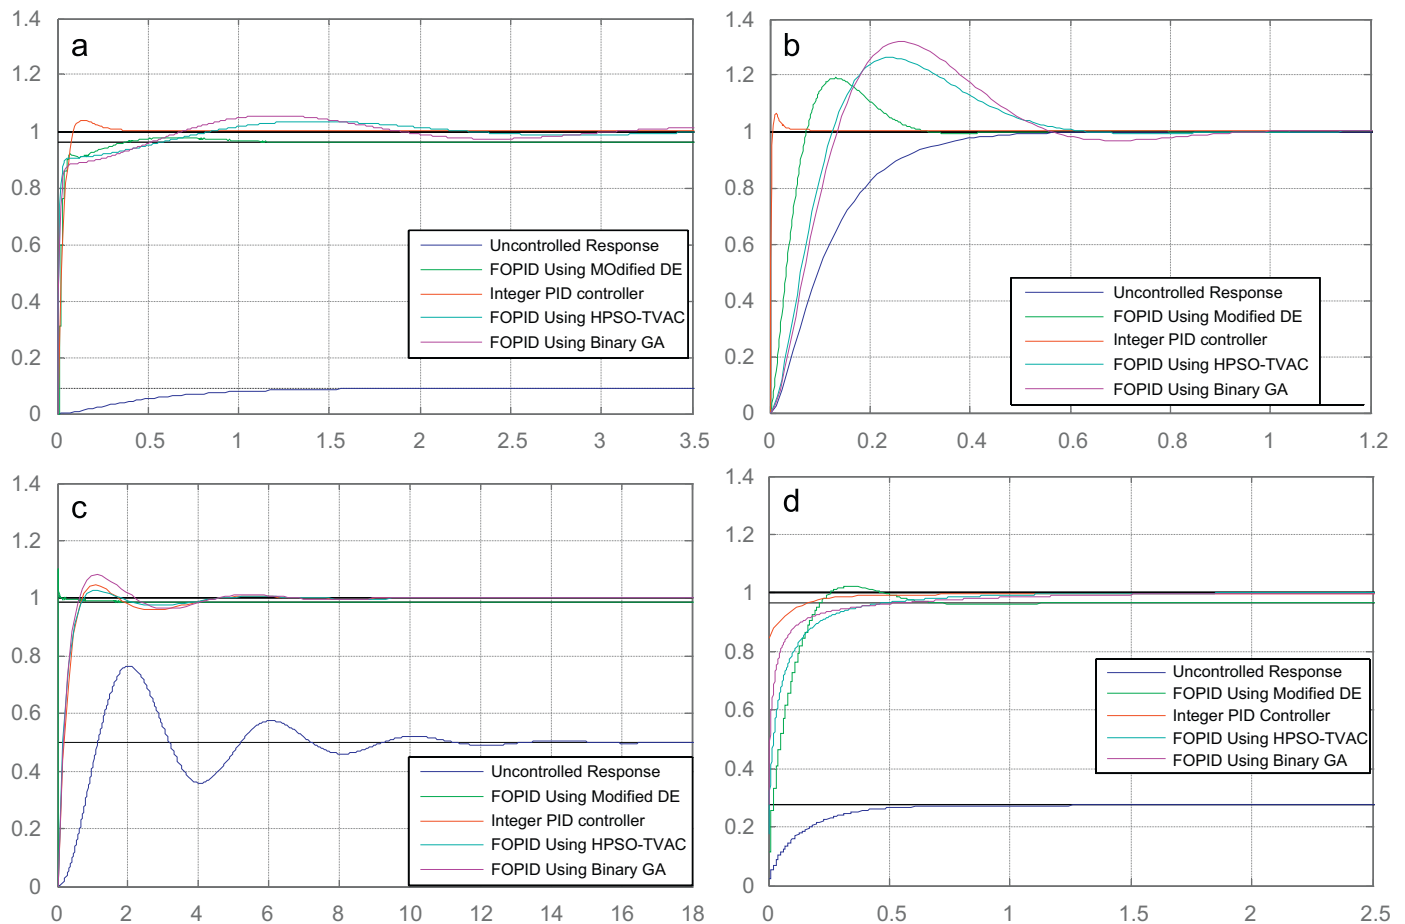 a
1.4
1.2
1
0.8
0.6
0.4
0.2
0
0 0.5 1 1.5 2 2.5 3 3.5
Uncontrolled Response
FOPID Using MOdified DE
Integer PID controller
FOPID Using HPSO-TVAC
FOPID Using Binary GA
b
1.4
1.2
1
0.8
0.6
0.4
0.2
0
0 0.2 0.4 0.6 0.8 1 1.2
Uncontrolled Response
FOPID Using Modified DE
Integer PID controller
FOPID Using HPSO-TVAC
FOPID Using Binary GA
c
1.4
1.2
1
0.8
0.6
0.4
0.2
0
0 2 4 6 8 10 12 14 16 18
Uncontrolled Response
FOPID Using Modified DE
Integer PID controller
FOPID Using HPSO-TVAC
FOPID Using Binary GA
d
1.4
1.2
1
0.8
0.6
0.4
0.2
0
0 0.5 1 1.5 2 2.5
Uncontrolled Response
FOPID Using Modified DE
Integer PID Controller
FOPID Using HPSO-TVAC
FOPID Using Binary GA